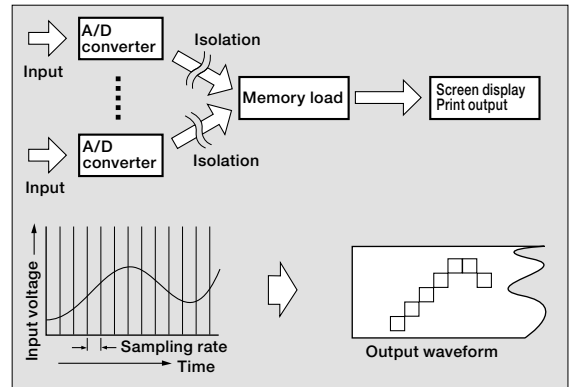 A/D
converter
Input
Isolation
Memory load
Screen display
Print output
A/D
converter
Input
Isolation
Input voltage
Sampling rate
Time
Output waveform